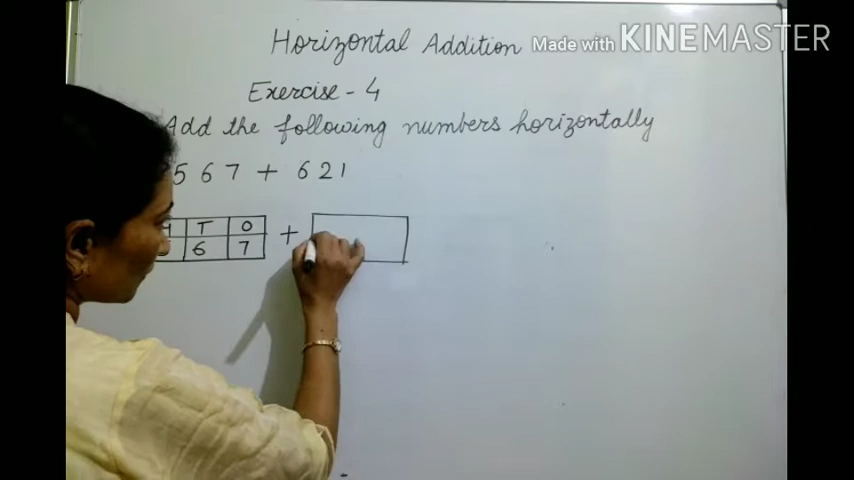 Horizontal Addition
Made with KINEMASTER
Exercise - 4
Add the following numbers horizontally
567 + 621
T O +
6 7